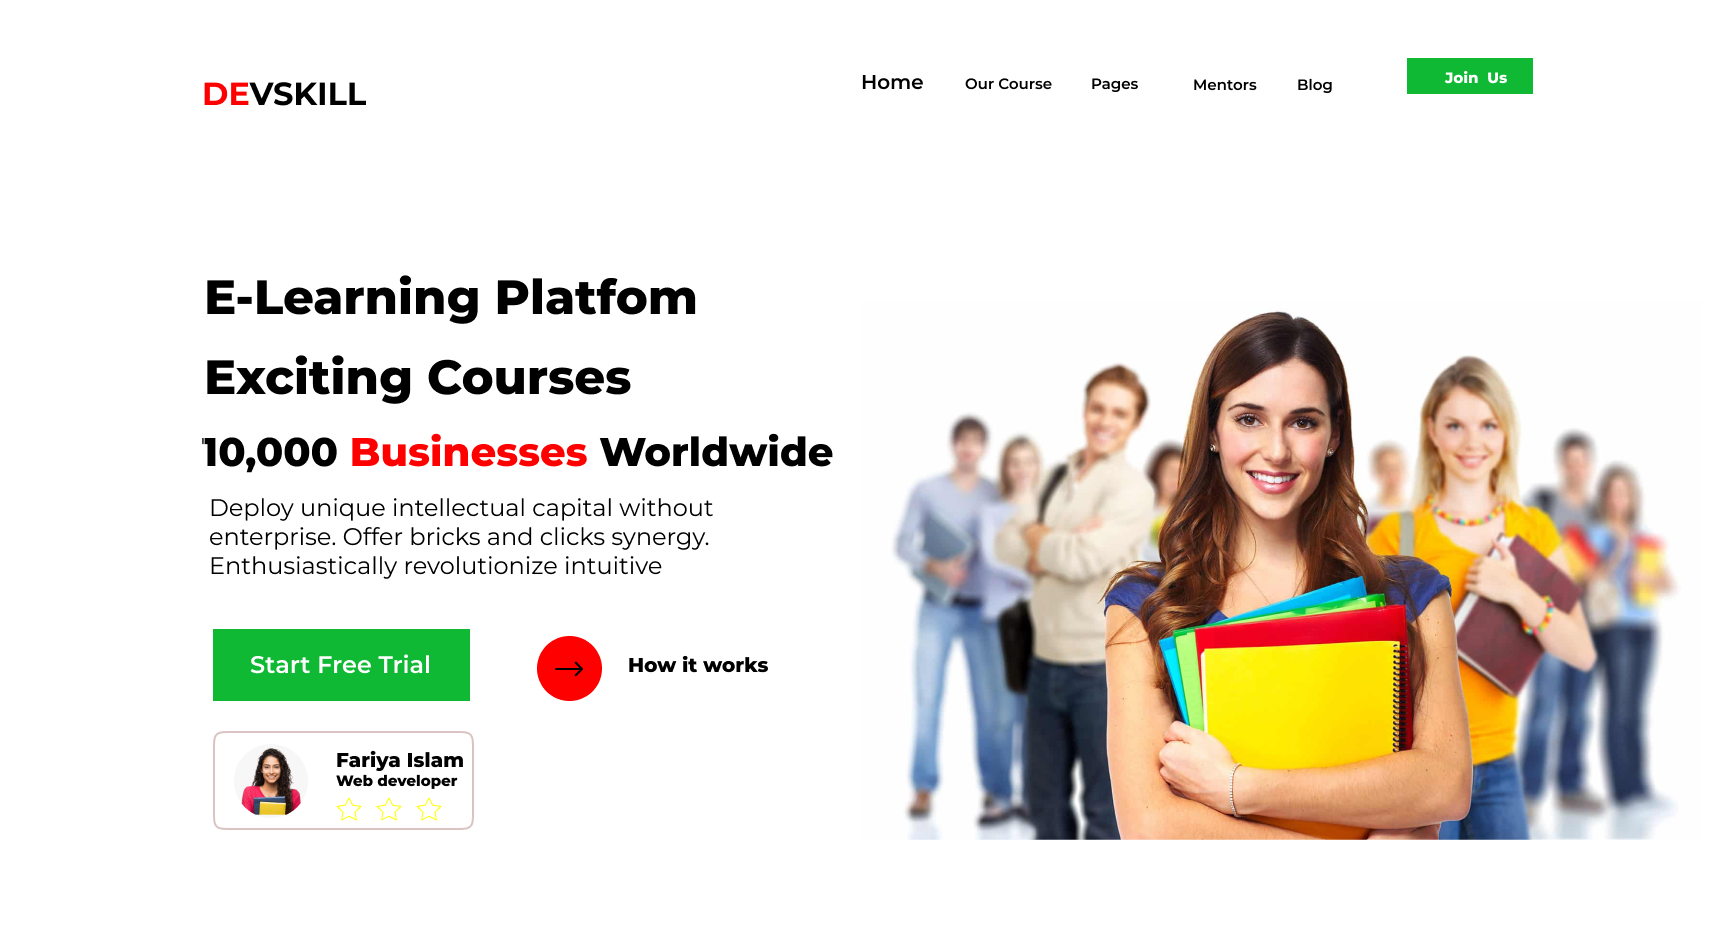 DEVSKILL
Home Our Course Pages Mentors Blog Join Us
E-Learning Platfom
Exciting Courses
10,000 Businesses Worldwide
Deploy unique intellectual capital without
enterprise. Offer bricks and clicks synergy.
Enthusiastically revolutionize intuitive
Start Free Trial
How it works
Fariya Islam
Web developer